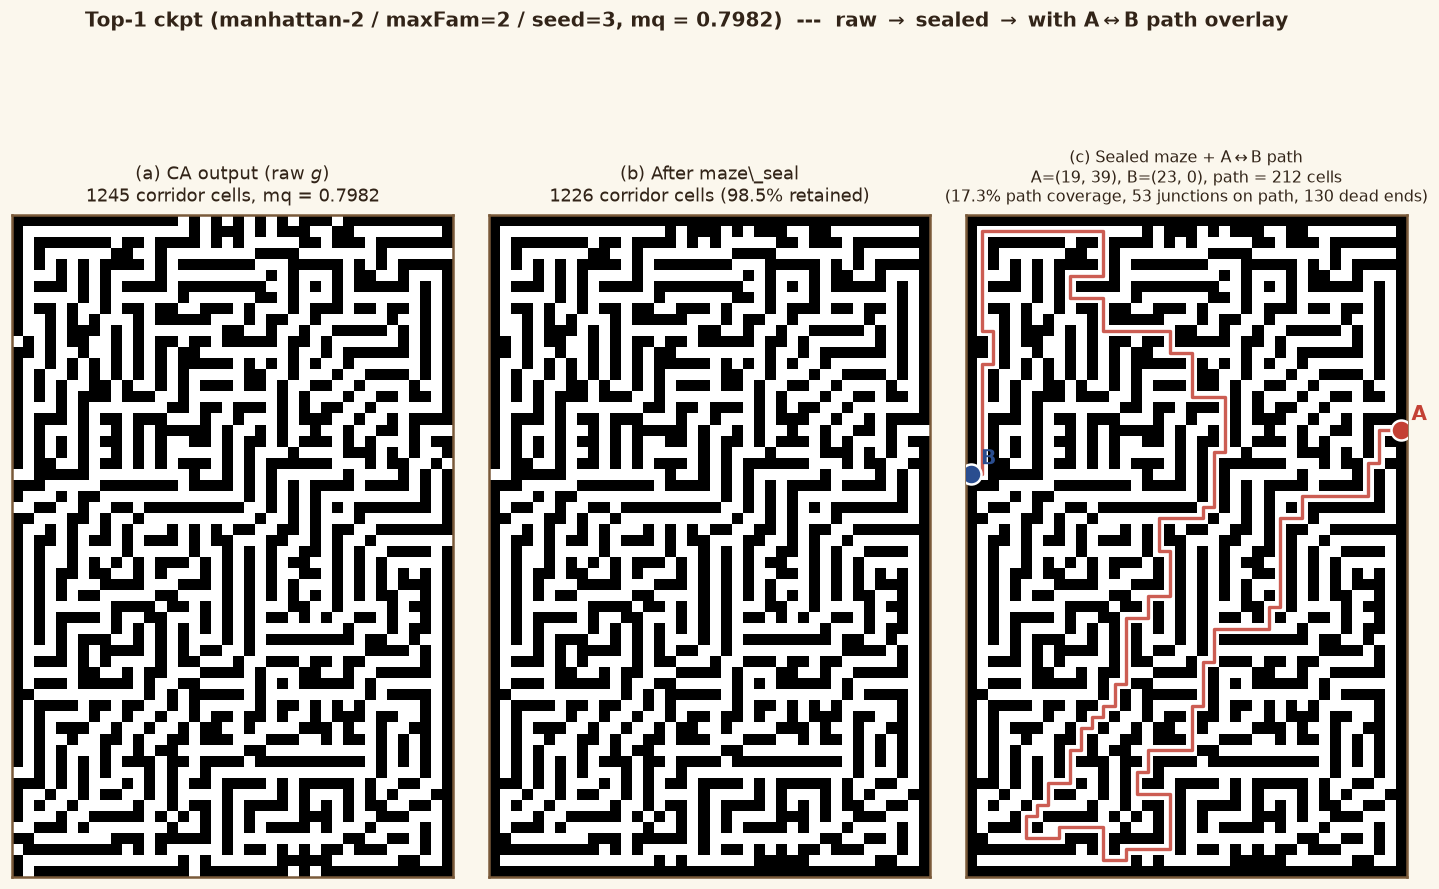 Top-1 ckpt (manhattan-2 / maxFam=2 / seed=3, mq = 0.7982)  ---  raw → sealed → with A↔B path overlay
(a) CA output (raw g)
1245 corridor cells, mq = 0.7982
(b) After maze\_seal
1226 corridor cells (98.5% retained)
(c) Sealed maze + A↔B path
A=(19, 39), B=(23, 0), path = 212 cells
(17.3% path coverage, 53 junctions on path, 130 dead ends)
A
B